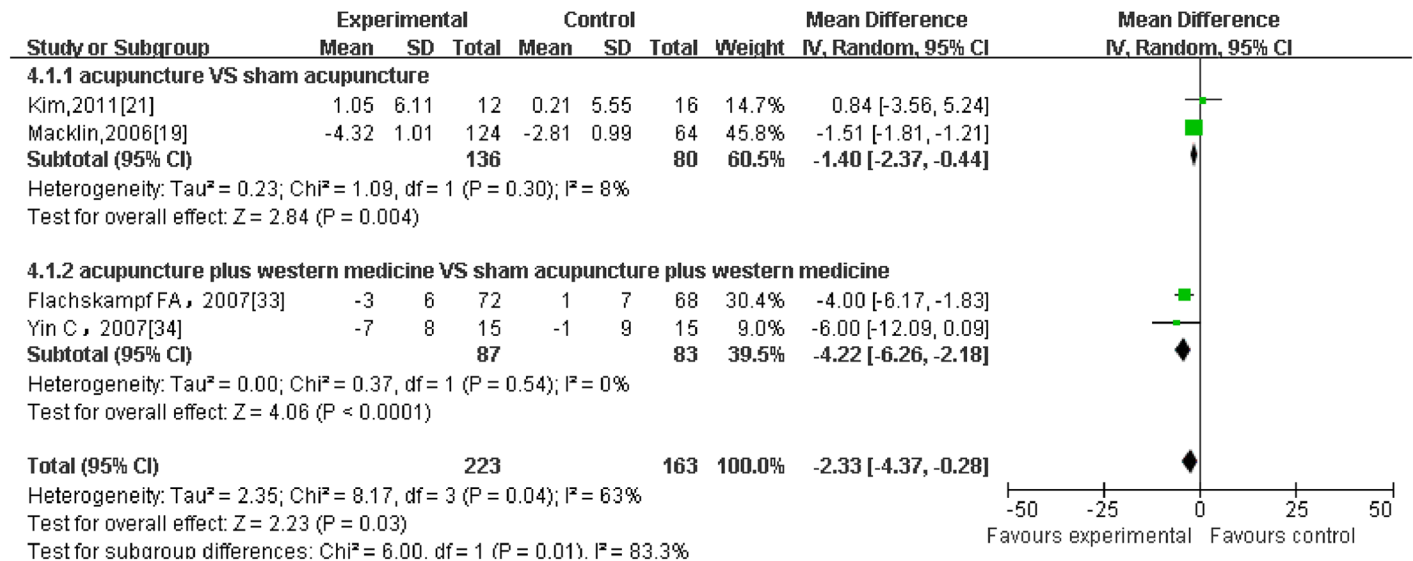 Experimental Control Mean Difference Mean Difference
Study or Subgroup Mean SD Total Mean SD Total Weight IV, Random, 95% CI IV, Random, 95% CI
4.1.1 acupuncture VS sham acupuncture
Kim,2011[21] 1.05 6.11 12 0.21 5.55 16 14.7% 0.84 [-3.56, 5.24]
Macklin,2006[19] -4.32 1.01 124 -2.81 0.99 64 45.8% -1.51 [-1.81, -1.21]
Subtotal (95% CI) 136 80 60.5% -1.40 [-2.37, -0.44]
Heterogeneity: Tau² = 0.23; Chi² = 1.09, df = 1 (P = 0.30); I² = 8%
Test for overall effect: Z = 2.84 (P = 0.004)
4.1.2 acupuncture plus western medicine VS sham acupuncture plus western medicine
Flachskampf FA，2007[33] -3 6 72 1 7 68 30.4% -4.00 [-6.17, -1.83]
Yin C，2007[34] -7 8 15 -1 9 15 9.0% -6.00 [-12.09, 0.09]
Subtotal (95% CI) 87 83 39.5% -4.22 [-6.26, -2.18]
Heterogeneity: Tau² = 0.00; Chi² = 0.37, df = 1 (P = 0.54); I² = 0%
Test for overall effect: Z = 4.06 (P < 0.0001)
Total (95% CI) 223 163 100.0% -2.33 [-4.37, -0.28]
Heterogeneity: Tau² = 2.35; Chi² = 8.17, df = 3 (P = 0.04); I² = 63%
Test for overall effect: Z = 2.23 (P = 0.03)
Test for subgroup differences: Chi² = 6.00, df = 1 (P = 0.01), I² = 83.3%
-50 -25 0 25 50
Favours experimental Favours control